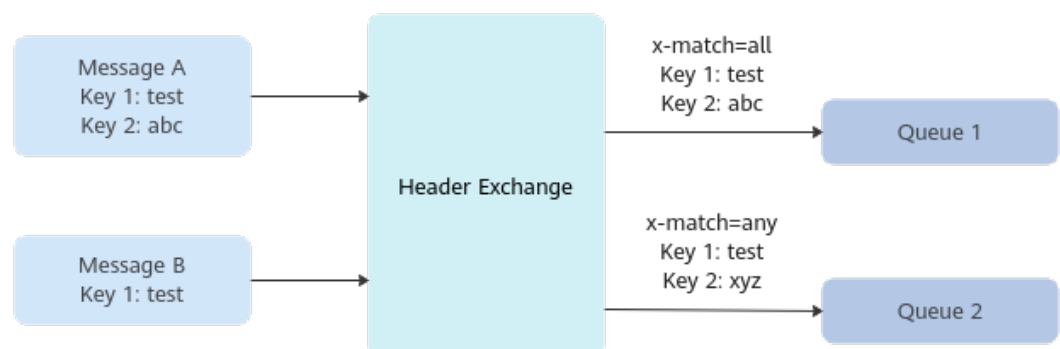 Message A
Key 1: test
Key 2: abc
Message B
Key 1: test
Header Exchange
x-match=all
Key 1: test
Key 2: abc
Queue 1
x-match=any
Key 1: test
Key 2: xyz
Queue 2